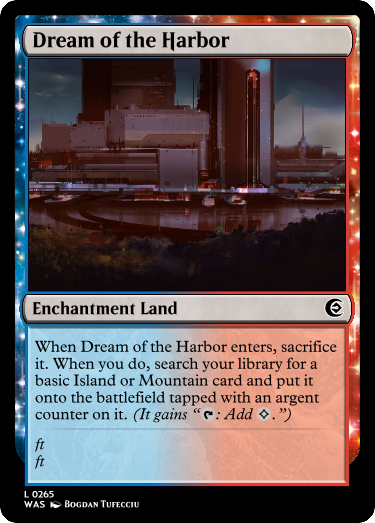 Dream of the Harbor
Enchantment Land
When Dream of the Harbor enters, sacrifice
it. When you do, search your library for a
basic Island or Mountain card and put it
onto the battlefield tapped with an argent
counter on it. (It gains “: Add .”)
ft
ft
L 0265
WAS Bogdan Tufecciu